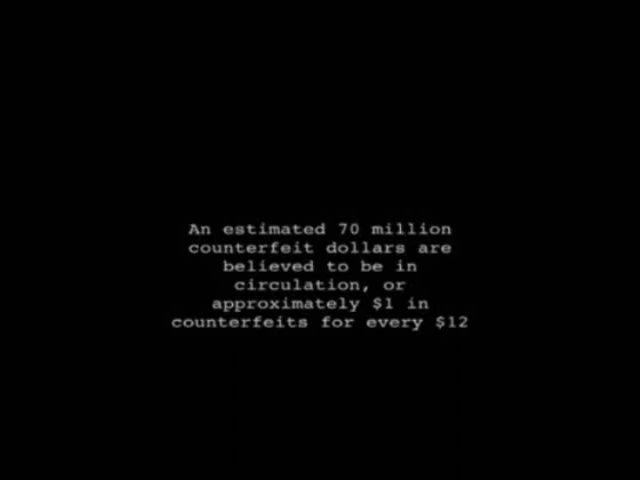 An estimated 70 million
counterfeit dollars are
believed to be in
circulation, or
approximately $1 in
counterfeits for every $12